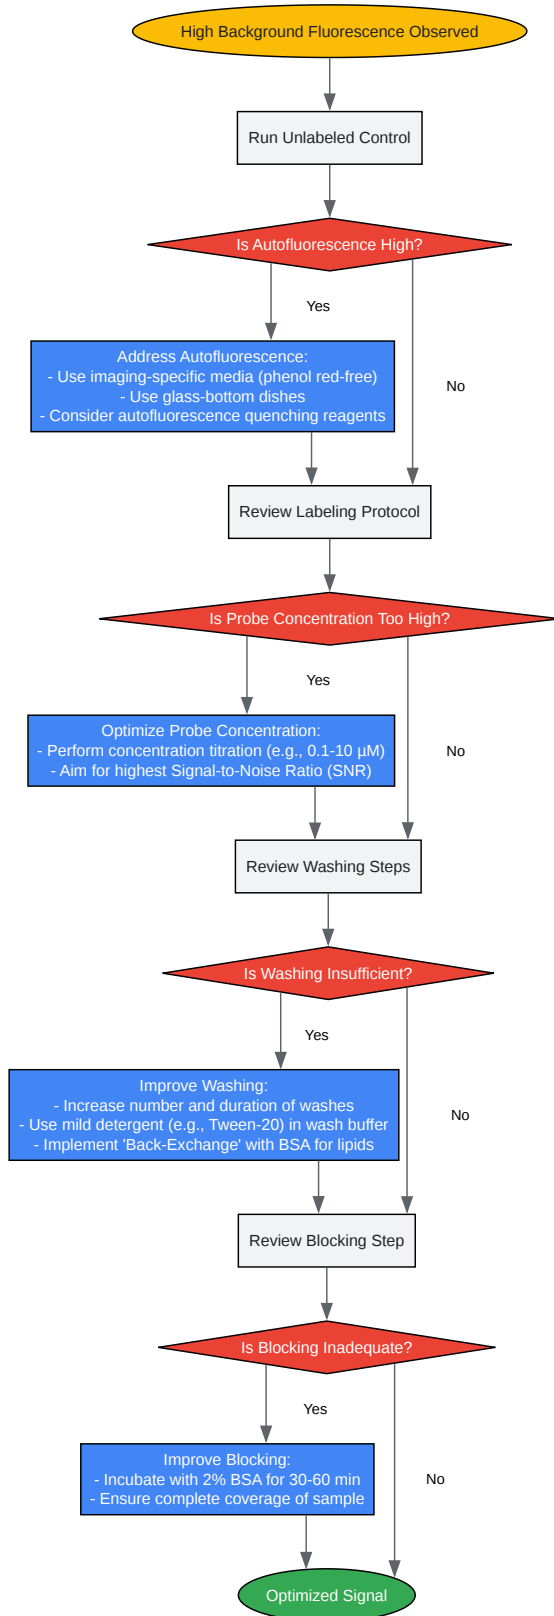 High Background Fluorescence Observed
Run Unlabeled Control
Is Autofluorescence High?
Yes
Address Autofluorescence:
- Use imaging-specific media (phenol red-free)
- Use glass-bottom dishes
- Consider autofluorescence quenching reagents
No
Review Labeling Protocol
Is Probe Concentration Too High?
Yes
Optimize Probe Concentration:
- Perform concentration titration (e.g., 0.1-10 µM)
- Aim for highest Signal-to-Noise Ratio (SNR)
No
Review Washing Steps
Is Washing Insufficient?
Yes
Improve Washing:
- Increase number and duration of washes
- Use mild detergent (e.g., Tween-20) in wash buffer
- Implement 'Back-Exchange' with BSA for lipids
No
Review Blocking Step
Is Blocking Inadequate?
Yes
Improve Blocking:
- Incubate with 2% BSA for 30-60 min
- Ensure complete coverage of sample
No
Optimized Signal